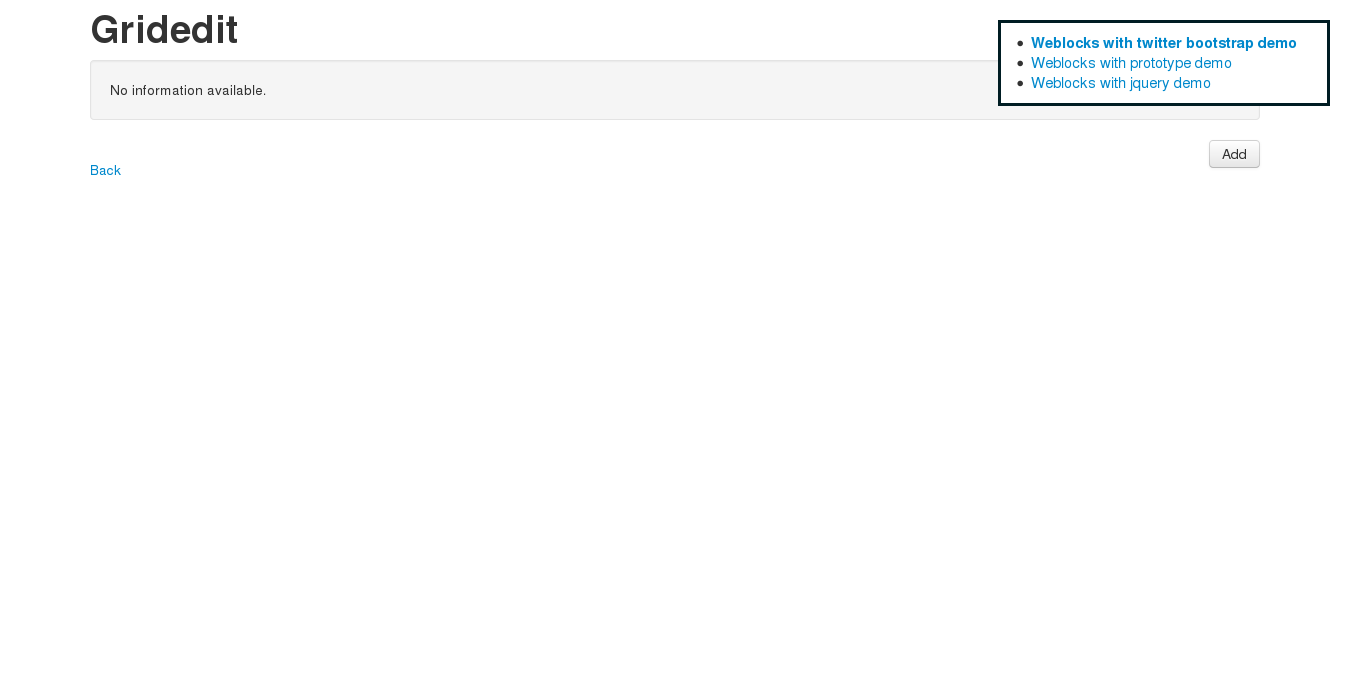 Gridedit
Weblocks with twitter bootstrap demo
Weblocks with prototype demo
Weblocks with jquery demo
No information available.
Add
Back